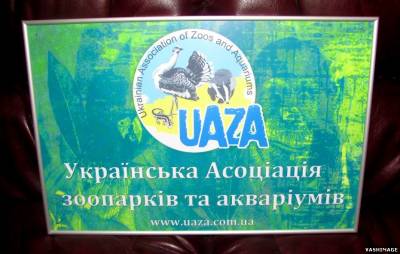 Ukrainian Association of Zoos and Aquariums
UAZA
Українська Асоціація
зоопарків та акваріумів
www.uaza.com.ua
YASHIMAGE